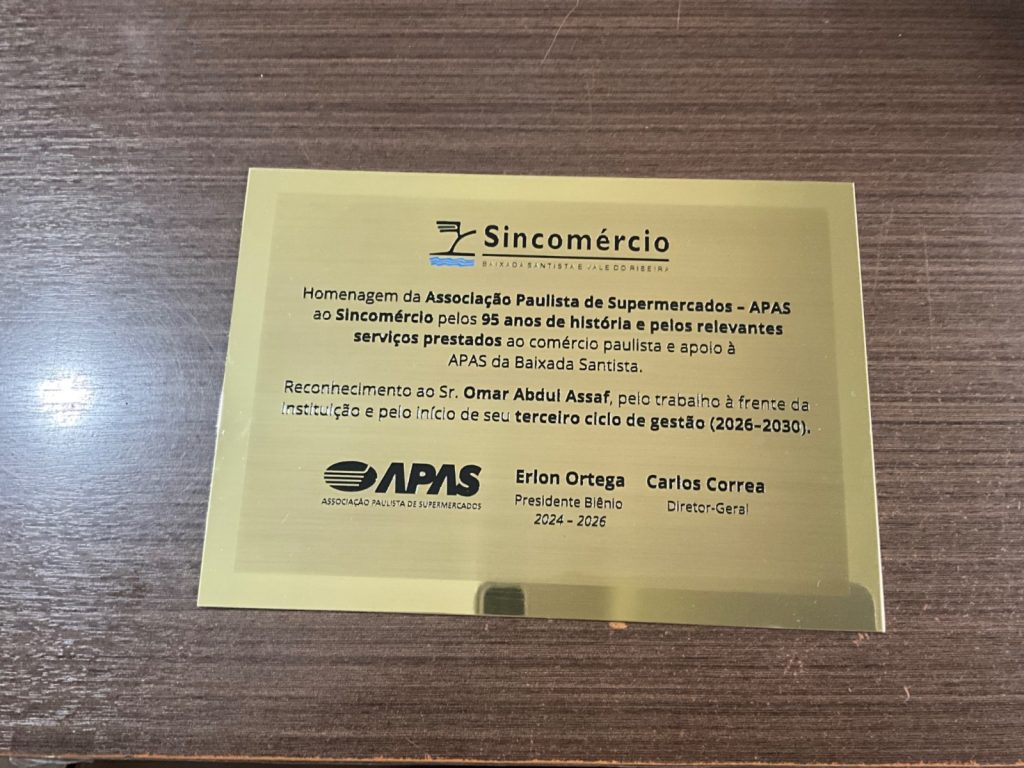 Sincomércio
BAIXADA SANTISTA E VALE DO RIBEIRA
Homenagem da Associação Paulista de Supermercados – APAS
ao Sincomércio pelos 95 anos de história e pelos relevantes
serviços prestados ao comércio paulista e apoio à
APAS da Baixada Santista.
Reconhecimento ao Sr. Omar Abdul Assaf, pelo trabalho à frente da
instituição e pelo início de seu terceiro ciclo de gestão (2026–2030).
APAS
ASSOCIAÇÃO PAULISTA DE SUPERMERCADOS
Erlon Ortega
Presidente Biênio
2024 – 2026
Carlos Correa
Diretor-Geral